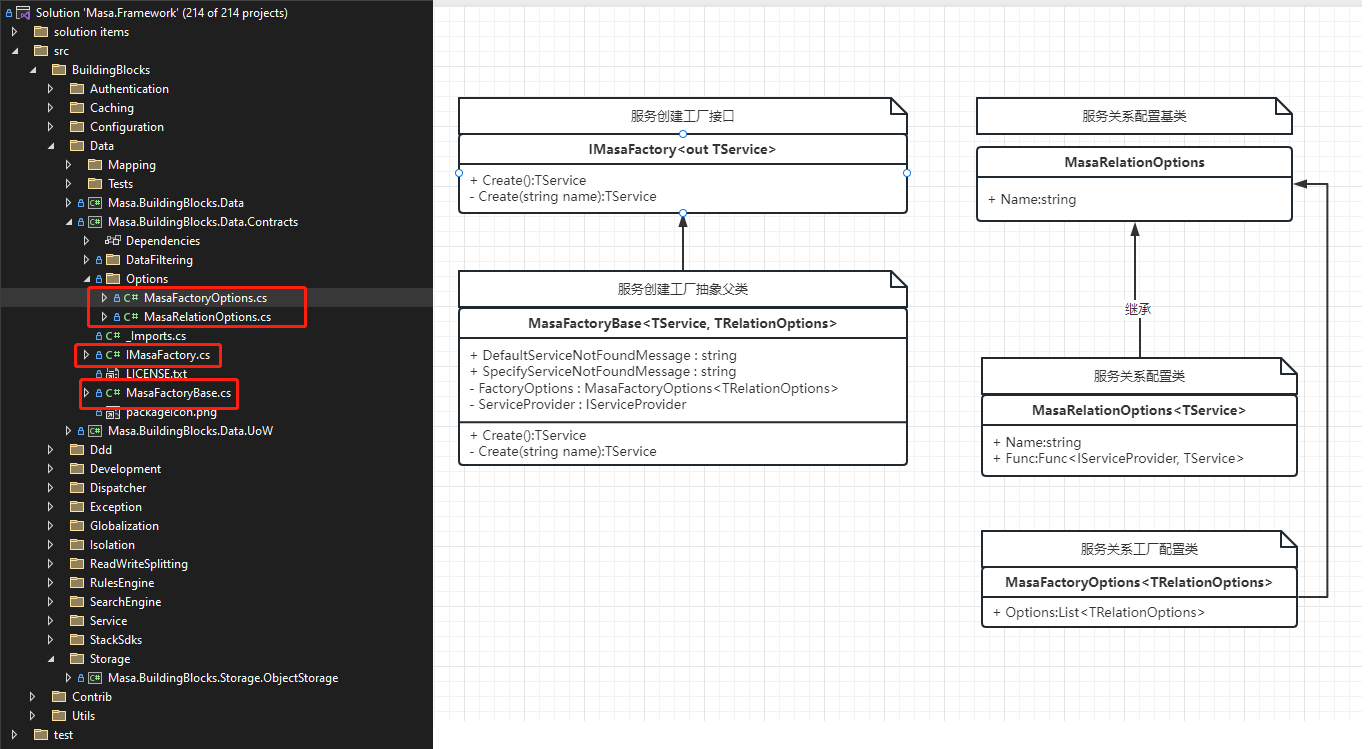 Solution 'Masa.Framework' (214 of 214 projects)
solution items
src
BuildingBlocks
Authentication
Caching
Configuration
Data
Mapping
Tests
Masa.BuildingBlocks.Data
Masa.BuildingBlocks.Data.Contracts
Dependencies
DataFiltering
Options
C# MasaFactoryOptions.cs
C# MasaRelationOptions.cs
C# _Imports.cs
C# IMasaFactory.cs
LICENSE.txt
C# MasaFactoryBase.cs
packageIcon.png
Masa.BuildingBlocks.Data.UoW
Ddd
Development
Dispatcher
Exception
Globalization
Isolation
ReadWriteSplitting
RulesEngine
SearchEngine
Service
StackSdks
Storage
Masa.BuildingBlocks.Storage.ObjectStorage
Contrib
Utils
test
服务创建工厂接口
IMasaFactory<out TService>
+ Create():TService
- Create(string name):TService
服务创建工厂抽象父类
MasaFactoryBase<TService, TRelationOptions>
+ DefaultServiceNotFoundMessage : string
+ SpecifyServiceNotFoundMessage : string
- FactoryOptions : MasaFactoryOptions<TRelationOptions>
- ServiceProvider : IServiceProvider
+ Create():TService
- Create(string name):TService
服务关系配置基类
MasaRelationOptions
+ Name:string
继承
服务关系配置类
MasaRelationOptions<TService>
+ Name:string
+ Func:Func<IServiceProvider, TService>
服务关系工厂配置类
MasaFactoryOptions<TRelationOptions>
+ Options:List<TRelationOptions>